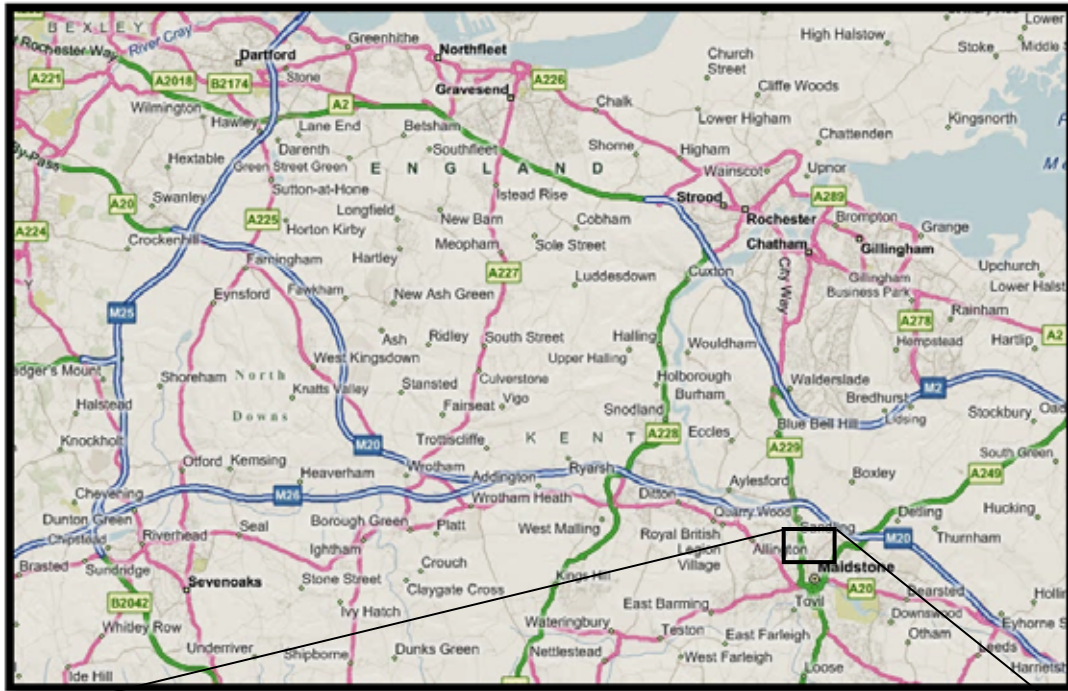 BEXLEY
Lower
High Halstow
Rochester Way
River Cray
Greenhithe
Northfleet
Church
Street
Stoke
Dartford
A221
A2018
B2174
Stone
A226
Gravesend
Cliffe Woods
Wilmington
A2
Chalk
Hawley
Lane End
Betsham
Lower Higham
Kingsnorth
Chattenden
By-Pass
Hextable
Darenth
Green Street Green
Southfleet
Shorne
Higham
ENGLAND
Wainscot
Upnor
Swanley
Sutton-at-Hone
Istead Rise
Strood
A289
A20
A225
Longfield
New Barn
Cobham
Rochester
Brompton
Grange
A224
Horton Kirby
Crockenhill
Meopham
Sole Street
Chatham
Gillingham
Hartley
Farningham
A227
Luddesdown
Cuxton
City Way
Gillingham
Business Park
Upchurch
Eynsford
Fawkham
New Ash Green
Rainham
M25
A278
A2
Ash
Ridley
South Street
Halling
Wouldham
Hempstead
Hartlip
West Kingsdown
Upper Halling
Shoreham
North
Downs
Knatts Valley
Stansted
Culverstone
Holborough
Burham
Walderslade
M2
Bredhurst
Halstead
Fairseat
Vigo
Snodland
Blue Bell Hill
Lidsing
Stockbury
Knockholt
M20
Trottiscliffe
KENT
A228
Eccles
A229
South Green
Otford
Kemsing
Heaverham
Wrotham
Addington
Ryarsh
Boxley
A249
Chevening
M26
Wrotham Heath
Ditton
Aylesford
Hucking
Dunton Green
Chipstead
Riverhead
Seal
Borough Green
Platt
West Malling
Quarry Wood
Detling
Royal British
Legion
Village
Sandling
M20
Thurnham
Brasted
Sundridge
Ightham
Allington
Sevenoaks
Stone Street
Crouch
Claygate Cross
Kings Hill
Maidstone
A20
Bearsted
B2042
Ivy Hatch
East Barming
Tovil
Downswood
Whitley Row
Wateringbury
Teston
East Farleigh
Otham
Eyhorne
Underriver
Shipborne
Dunks Green
Nettlestead
West Farleigh
Leeds
Ide Hill
Loose